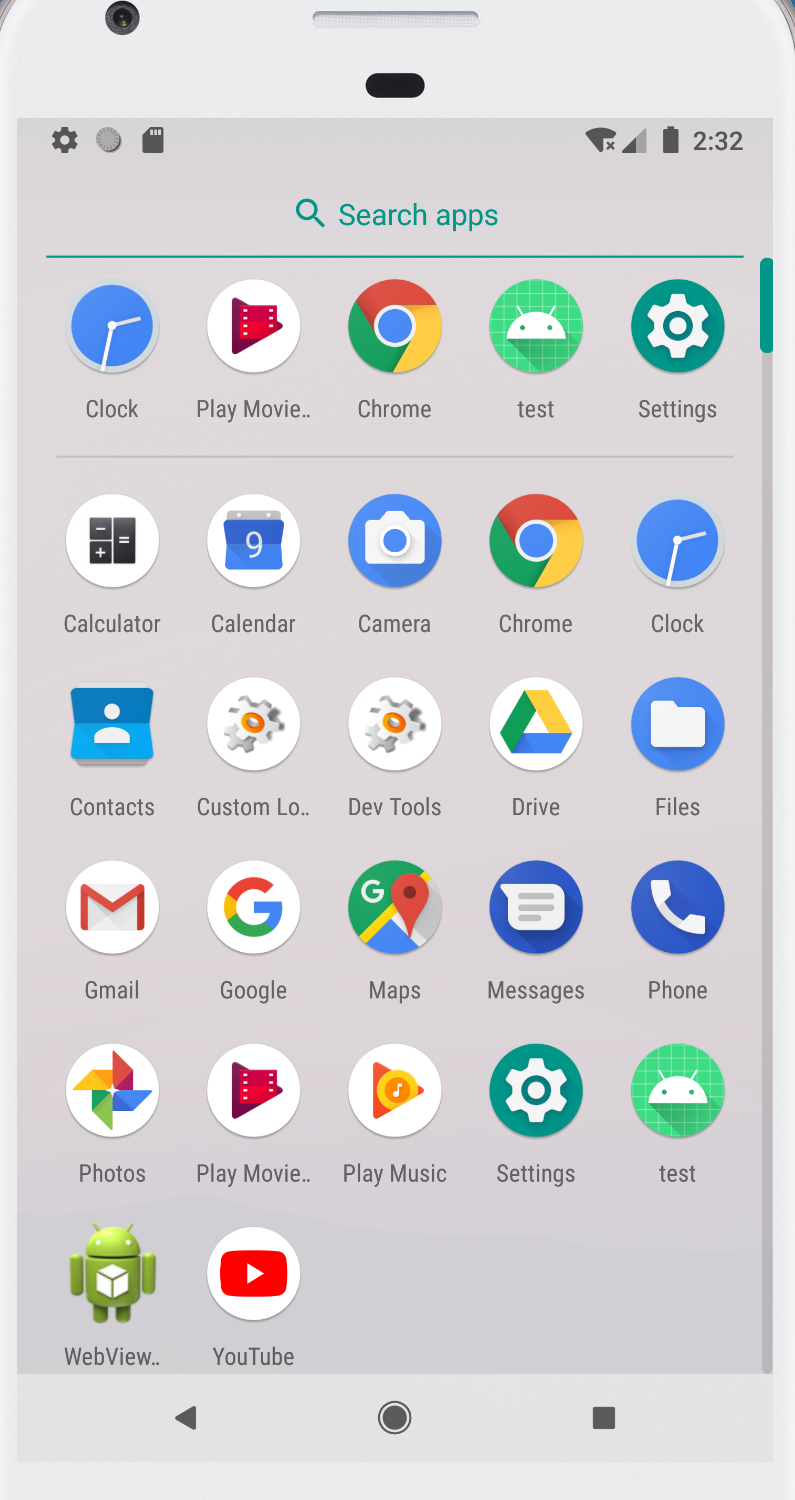 2:32
Search apps
Clock Play Movie.. Chrome test Settings
9
Calculator Calendar Camera Chrome Clock
Contacts Custom Lo.. Dev Tools Drive Files
G G
Gmail Google Maps Messages Phone
Photos Play Movie.. Play Music Settings test
WebView.. YouTube